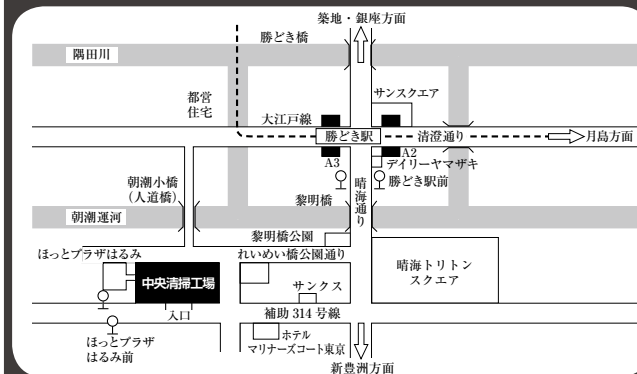 築地・銀座方面
勝どき橋
隅田川
サンスクエア
都営
住宅
大江戸線
勝どき駅
清澄通り
月島方面
A3
A2
デイリーヤマザキ
勝どき駅前
朝潮小橋
(人道橋)
晴海通り
黎明橋
朝潮運河
黎明橋公園
ほっとプラザはるみ
れいめい橋公園通り
晴海トリトン
スクエア
中央清掃工場
サンクス
入口
補助314号線
ほっとプラザ
はるみ前
ホテル
マリナーズコート東京
新豊洲方面